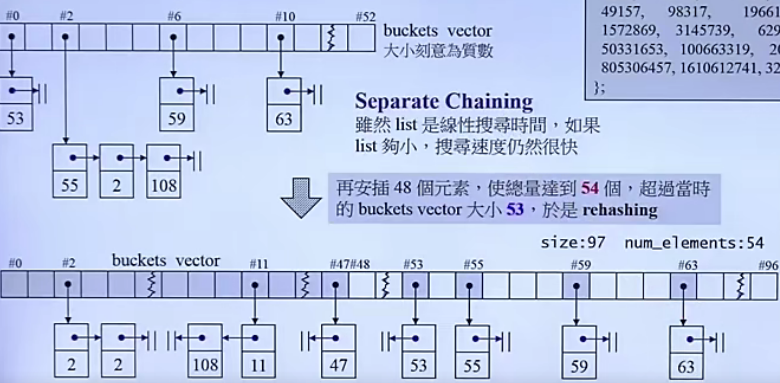 #0 #2 #6 #10 #52
buckets vector
大小刻意為質數
49157, 98317, 19661
1572869, 3145739, 629
50331653, 100663319, 20
805306457, 1610612741, 32
};
53 59 63
55 2 108
Separate Chaining
雖然 list 是線性搜尋時間，如果
list 夠小，搜尋速度仍然很快
再安插 48 個元素，使總量達到 54 個，超過當時
的 buckets vector 大小 53，於是 rehashing
size:97 num_elements:54
buckets vector
#0 #2 #11 #47#48 #53 #55 #59 #63 #96
2 2 108 11 47 53 55 59 63